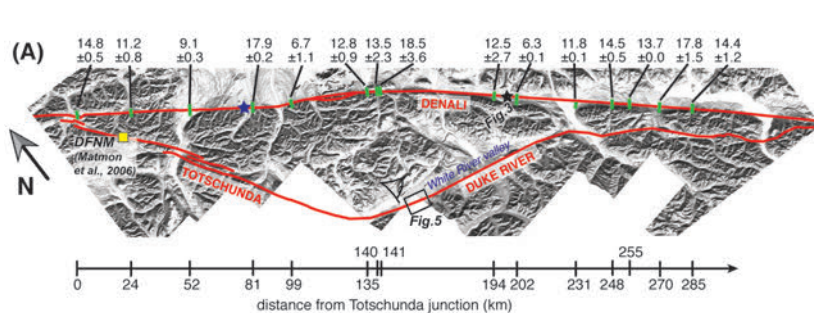 (A)
14.8 11.2 9.1 17.9 6.7 12.8 13.5 18.5 12.5 6.3 11.8 14.5 13.7 17.8 14.4
±0.5 ±0.8 ±0.3 ±0.2 ±1.1 ±0.9 ±2.3 ±3.6 ±2.7 ±0.1 ±0.1 ±0.5 ±0.0 ±1.5 ±1.2
DENALI
Fig.3
DFNM
(Matmon
et al., 2006)
TOTSCHUNDA
White River valley
DUKE RIVER
N
Fig.5
140 141 255
0 24 52 81 99 135 194 202 231 248 270 285
distance from Totschunda junction (km)